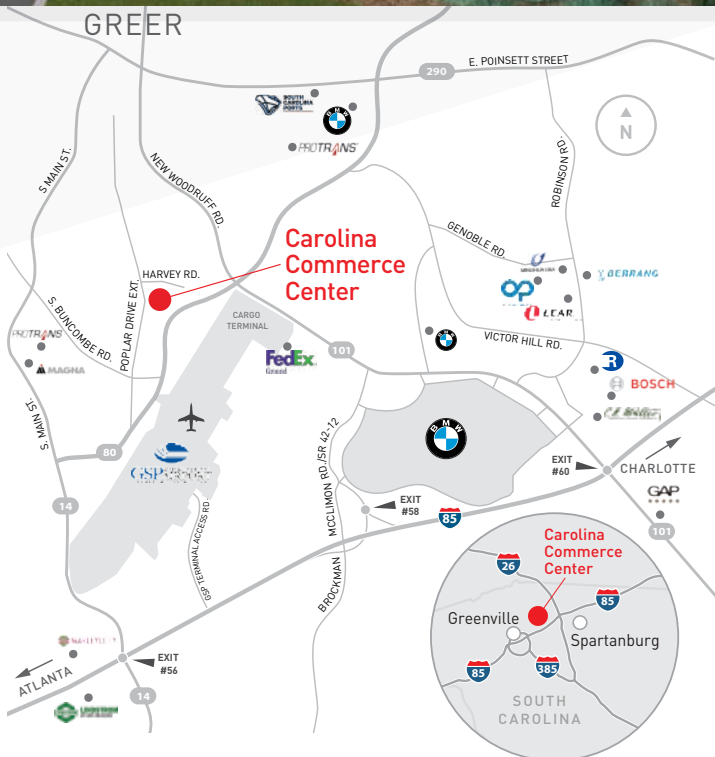 GREER
E. POINSETT STREET
290
SOUTH
CAROLINA
PORTS
BMW
PROTRANS
N
S MAIN ST.
NEW WOODRUFF RD.
ROBINSON RD.
GENOBLE RD.
Carolina
Commerce
Center
HARVEY RD.
POPLAR DRIVE EXT.
S. BUNCOMBE RD.
BERRANG
OP
LEAR
CARGO
TERMINAL
101
VICTOR HILL RD.
PROTRANS
MAGNA
FedEx
Ground
R
BOSCH
S. MAIN ST.
80
GSP
BMW
MCCLIMON RD./SR 42-12
EXIT
#60
CHARLOTTE
GAP
14
GSP TERMINAL ACCESS RD.
EXIT
#58
85
101
BROCKMAN
Carolina
Commerce
Center
26
85
Greenville
Spartanburg
85
385
SOUTH
CAROLINA
EXIT
#56
ATLANTA
14